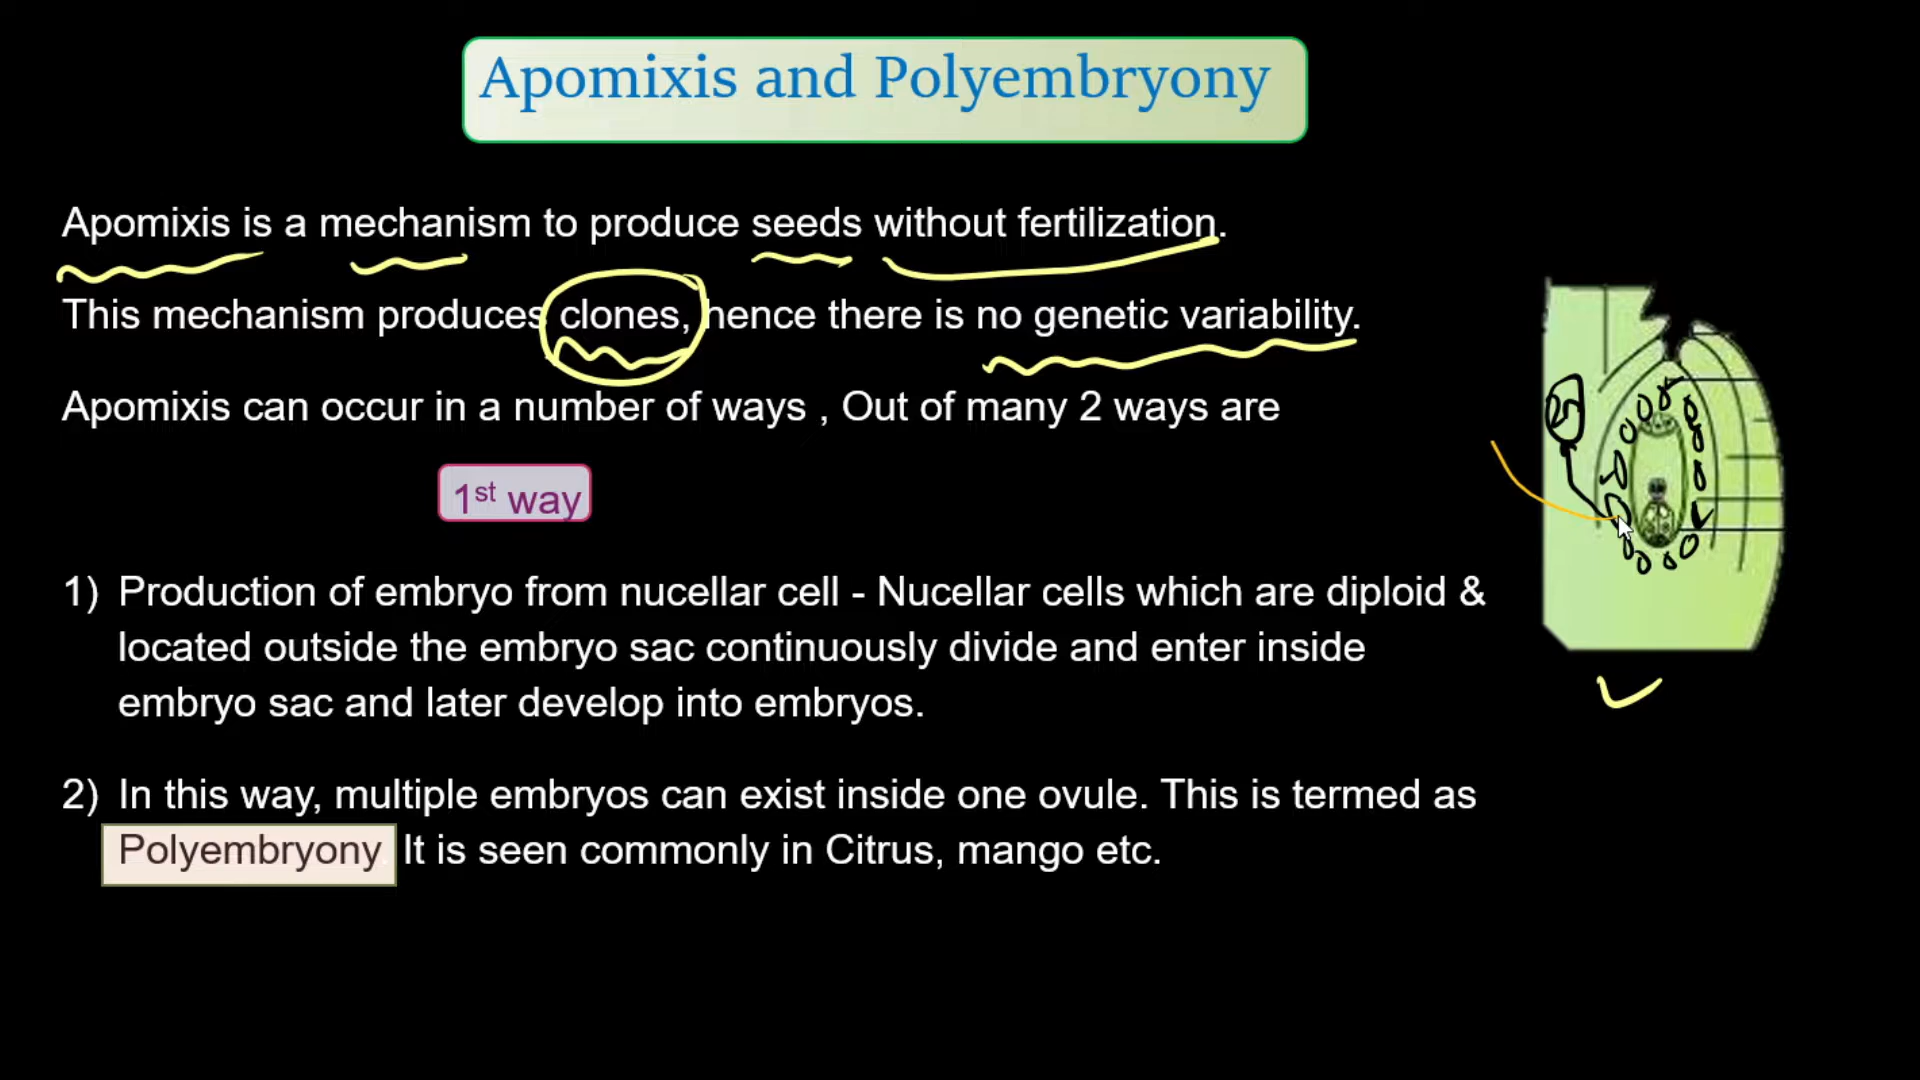 Apomixis and Polyembryony
Apomixis is a mechanism to produce seeds without fertilization.
This mechanism produces clones, hence there is no genetic variability.
Apomixis can occur in a number of ways , Out of many 2 ways are
2n
1st way
1) Production of embryo from nucellar cell - Nucellar cells which are diploid &
located outside the embryo sac continuously divide and enter inside
embryo sac and later develop into embryos.
2) In this way, multiple embryos can exist inside one ovule. This is termed as
Polyembryony. It is seen commonly in Citrus, mango etc.